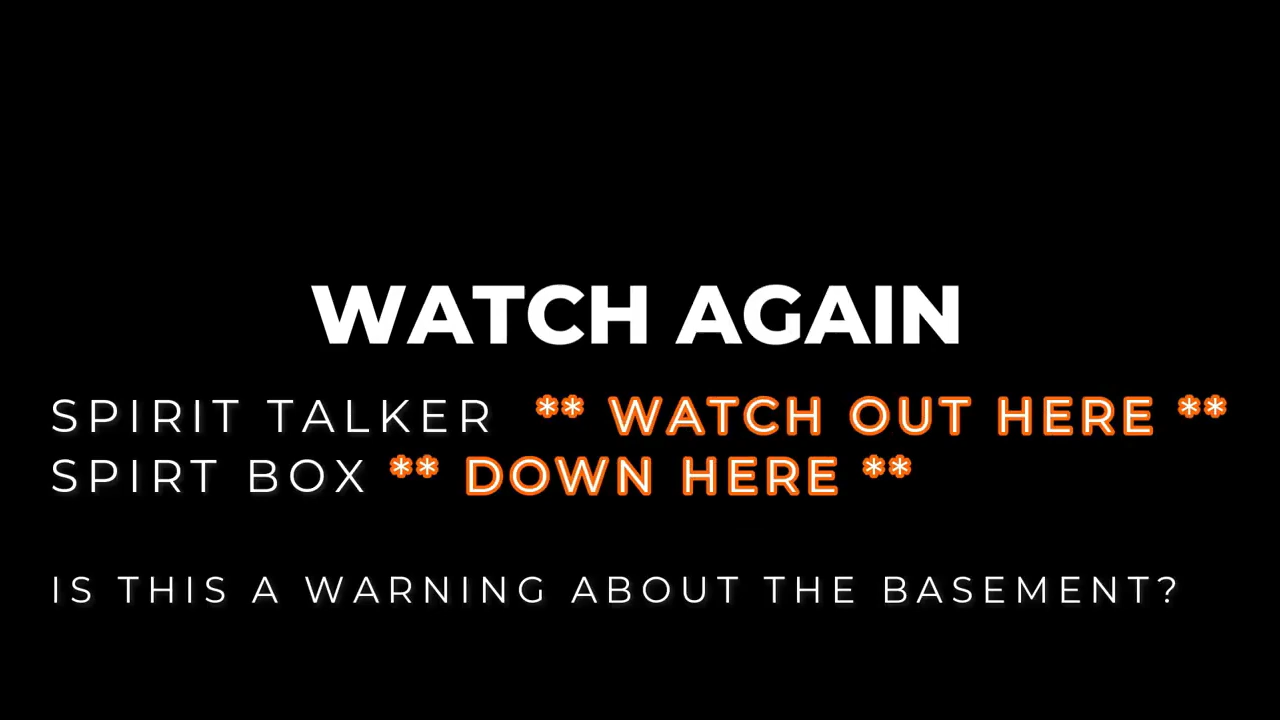 WATCH AGAIN
SPIRIT TALKER ** WATCH OUT HERE **
SPIRT BOX ** DOWN HERE **
IS THIS A WARNING ABOUT THE BASEMENT?